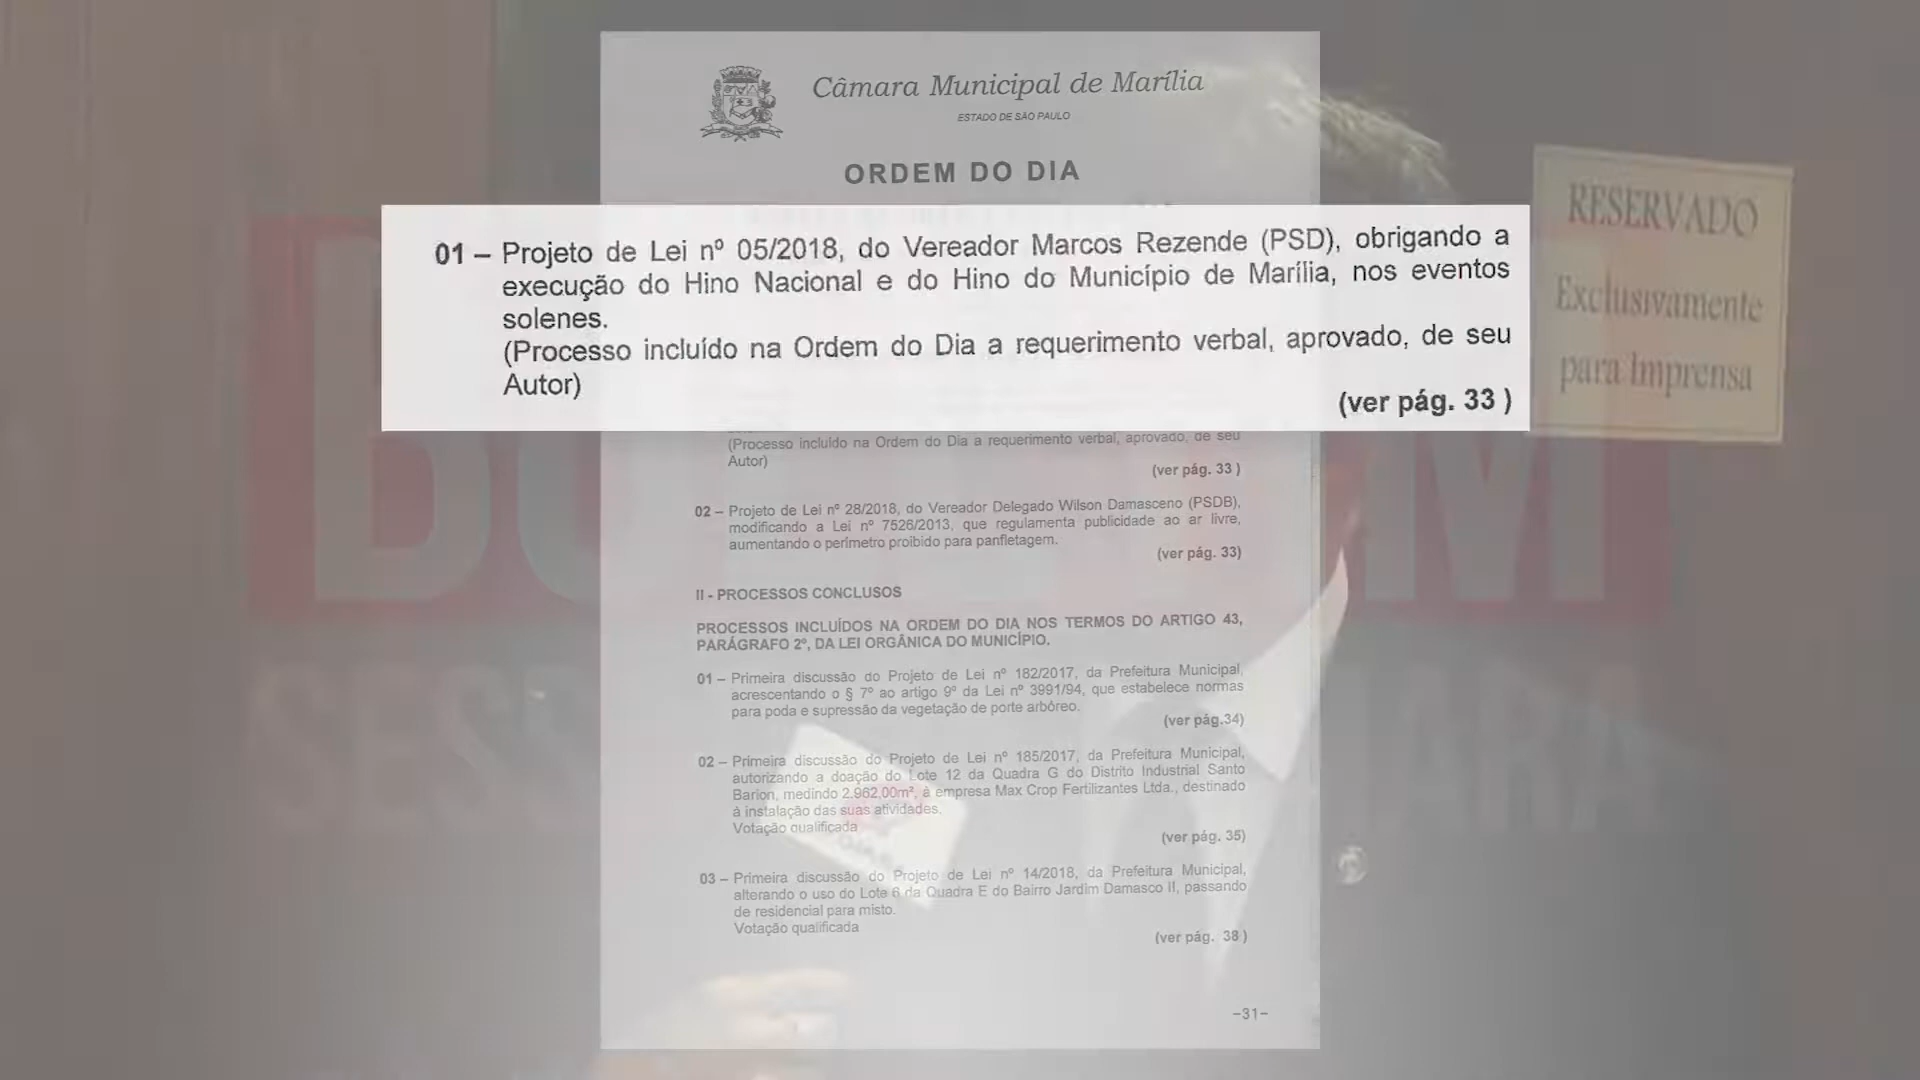 Câmara Municipal de Marília
ESTADO DE SÃO PAULO
ORDEM DO DIA
01 – Projeto de Lei nº 05/2018, do Vereador Marcos Rezende (PSD), obrigando a
execução do Hino Nacional e do Hino do Município de Marília, nos eventos
solenes.
(Processo incluído na Ordem do Dia a requerimento verbal, aprovado, de seu
Autor)
(ver pág. 33 )
(Processo incluído na Ordem do Dia a requerimento verbal, aprovado, de seu
Autor)
(ver pág. 33 )
02 – Projeto de Lei nº 28/2018, do Vereador Delegado Wilson Damasceno (PSDB),
modificando a Lei nº 7526/2013, que regulamenta publicidade ao ar livre,
aumentando o perímetro proibido para panfletagem.
(ver pág. 33)
II - PROCESSOS CONCLUSOS
PROCESSOS INCLUÍDOS NA ORDEM DO DIA NOS TERMOS DO ARTIGO 43,
PARÁGRAFO 2º, DA LEI ORGÂNICA DO MUNICÍPIO.
01 – Primeira discussão do Projeto de Lei nº 182/2017, da Prefeitura Municipal,
acrescentando o § 7º ao artigo 9º da Lei nº 3991/94, que estabelece normas
para poda e supressão da vegetação de porte arbóreo.
(ver pág.34)
02 – Primeira discussão do Projeto de Lei nº 185/2017, da Prefeitura Municipal,
autorizando a doação do Lote 12 da Quadra G do Distrito Industrial Santo
Barion, medindo 2.962,00m², à empresa Max Crop Fertilizantes Ltda., destinado
à instalação das suas atividades.
Votação qualificada
(ver pág. 35)
03 – Primeira discussão do Projeto de Lei nº 14/2018, da Prefeitura Municipal,
alterando o uso do Lote 6 da Quadra E do Bairro Jardim Damasco II, passando
de residencial para misto.
Votação qualificada
(ver pág. 38 )
–31–
RESERVADO
Exclusivamente
para Imprensa